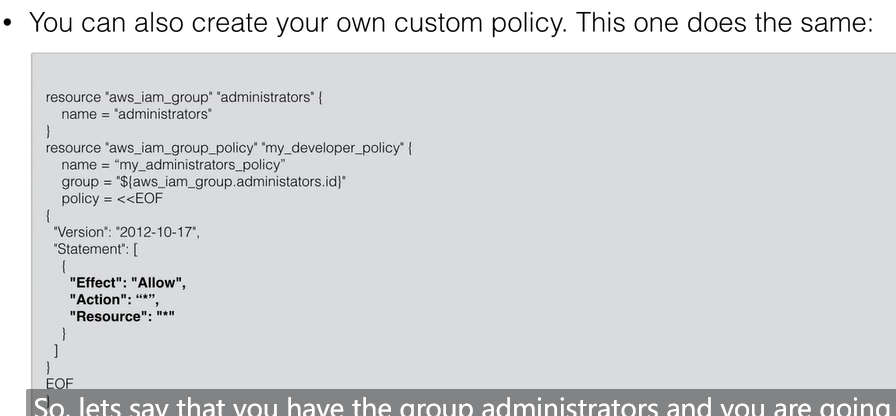 • You can also create your own custom policy. This one does the same:
resource "aws_iam_group" "administrators" {
name = "administrators"
}
resource "aws_iam_group_policy" "my_developer_policy" {
name = “my_administrators_policy”
group = "${aws_iam_group.administators.id}"
policy = <<EOF
{
"Version": "2012-10-17",
"Statement": [
{
"Effect": "Allow",
"Action": “*”,
"Resource": "*"
}
]
}
EOF
So, lets say that you have the group administrators and you are going